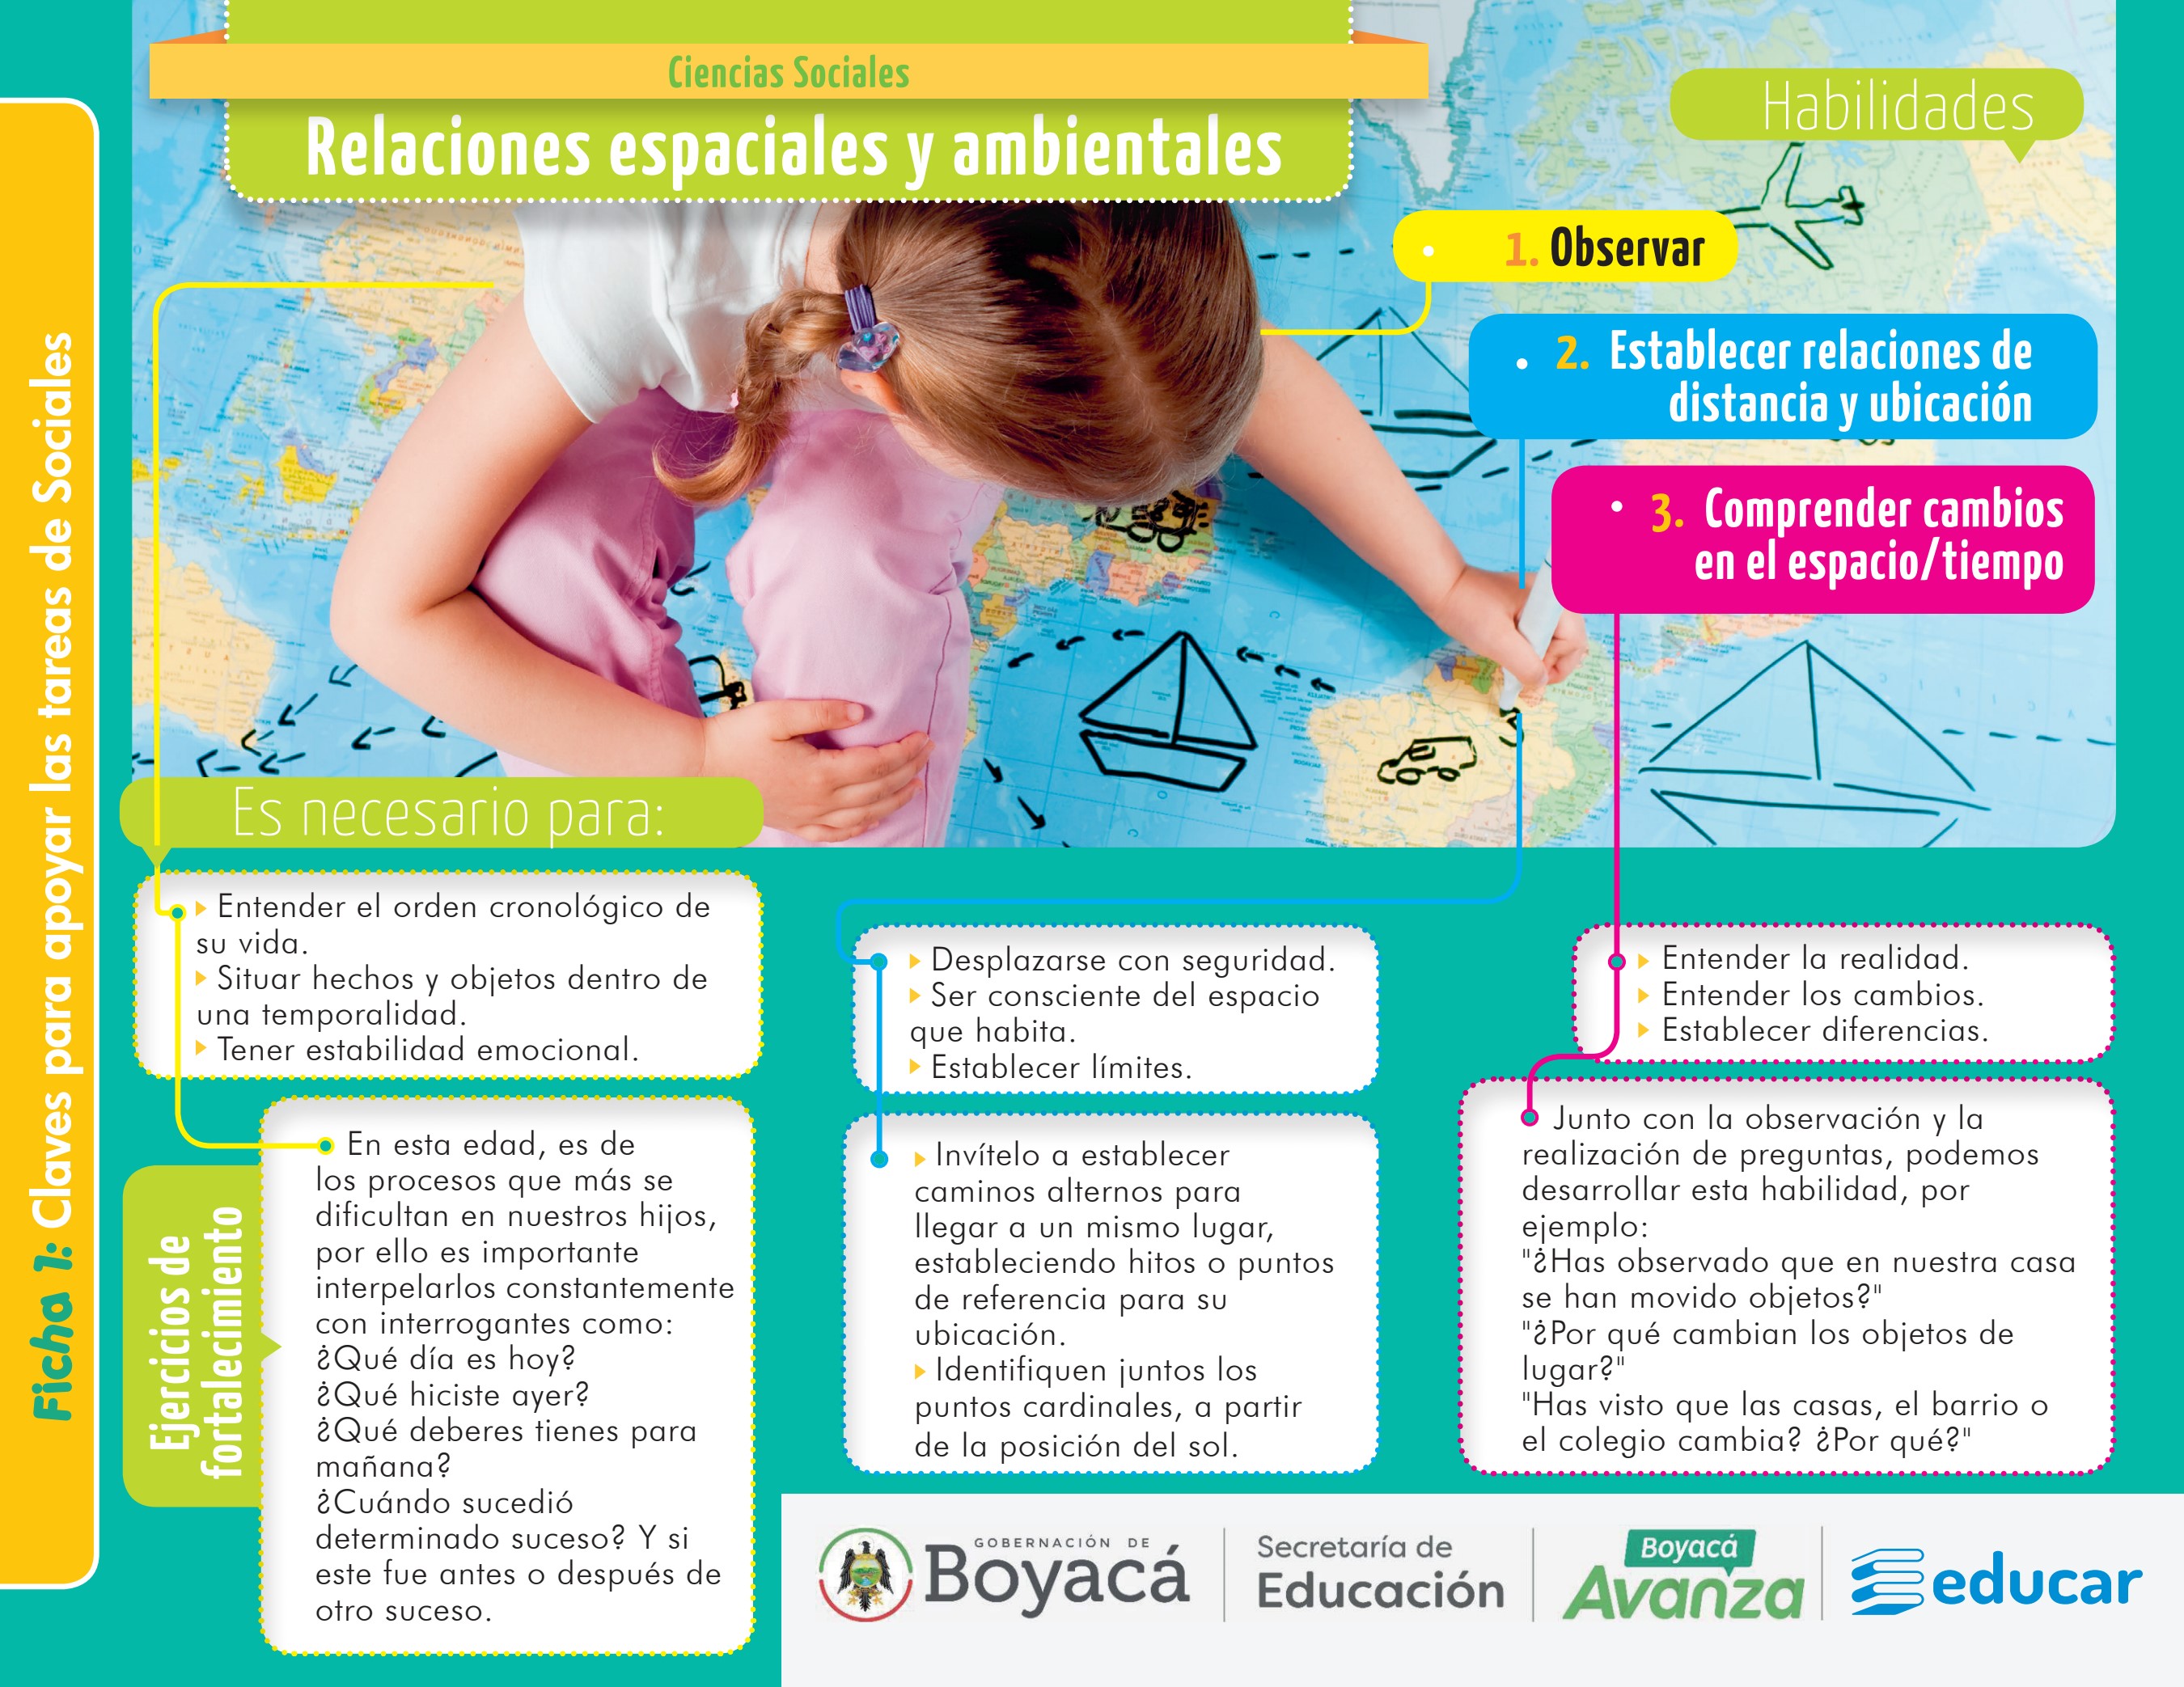 Ciencias Sociales
Relaciones espaciales y ambientales
Habilidades
1. Observar
2. Establecer relaciones de
distancia y ubicación
3. Comprender cambios
en el espacio/tiempo
Ficha 1: Claves para apoyar las tareas de Sociales
Es necesario para:
Entender el orden cronológico de
su vida.
Situar hechos y objetos dentro de
una temporalidad.
Tener estabilidad emocional.
Desplazarse con seguridad.
Ser consciente del espacio
que habita.
Establecer límites.
Entender la realidad.
Entender los cambios.
Establecer diferencias.
Ejercicios de
fortalecimiento
En esta edad, es de
los procesos que más se
dificultan en nuestros hijos,
por ello es importante
interpelarlos constantemente
con interrogantes como:
¿Qué día es hoy?
¿Qué hiciste ayer?
¿Qué deberes tienes para
mañana?
¿Cuándo sucedió
determinado suceso? Y si
este fue antes o después de
otro suceso.
Invítelo a establecer
caminos alternos para
llegar a un mismo lugar,
estableciendo hitos o puntos
de referencia para su
ubicación.
Identifiquen juntos los
puntos cardinales, a partir
de la posición del sol.
Junto con la observación y la
realización de preguntas, podemos
desarrollar esta habilidad, por
ejemplo:
"¿Has observado que en nuestra casa
se han movido objetos?"
"¿Por qué cambian los objetos de
lugar?"
"Has visto que las casas, el barrio o
el colegio cambia? ¿Por qué?"
GOBERNACIÓN DE
Boyacá
Secretaría de
Educación
Boyacá
Avanza
educar